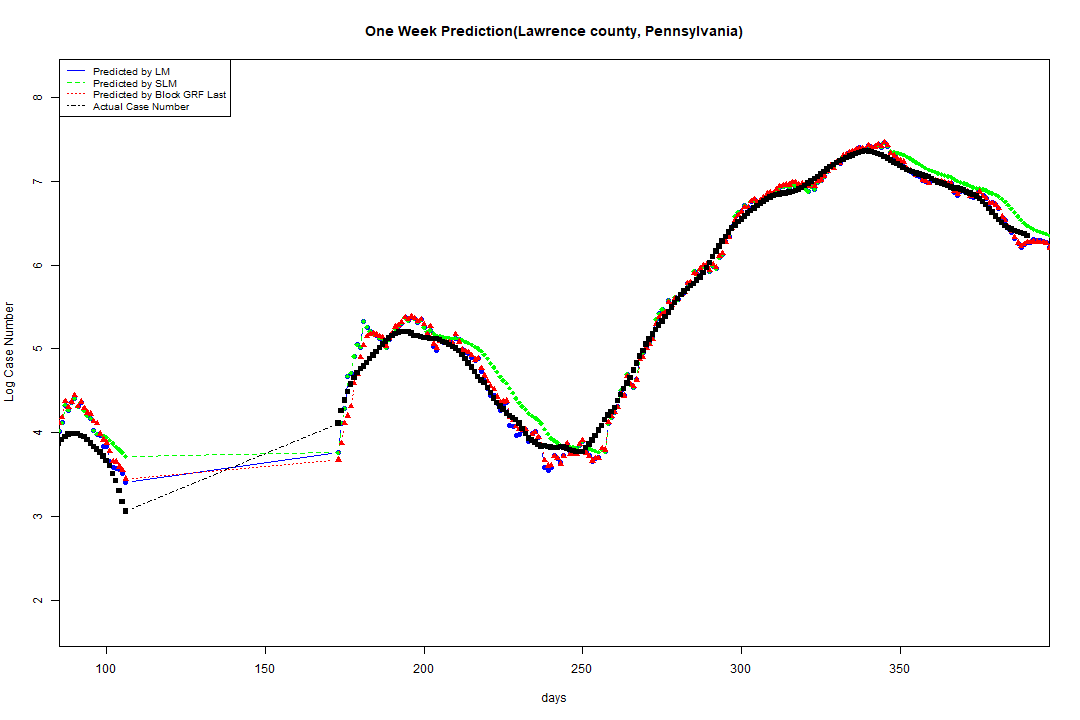 One Week Prediction(Lawrence county, Pennsylvania)
Predicted by LM
Predicted by SLM
Predicted by Block GRF Last
Actual Case Number
8
7
6
5
4
3
2
Log Case Number
100 150 200 250 300 350
days